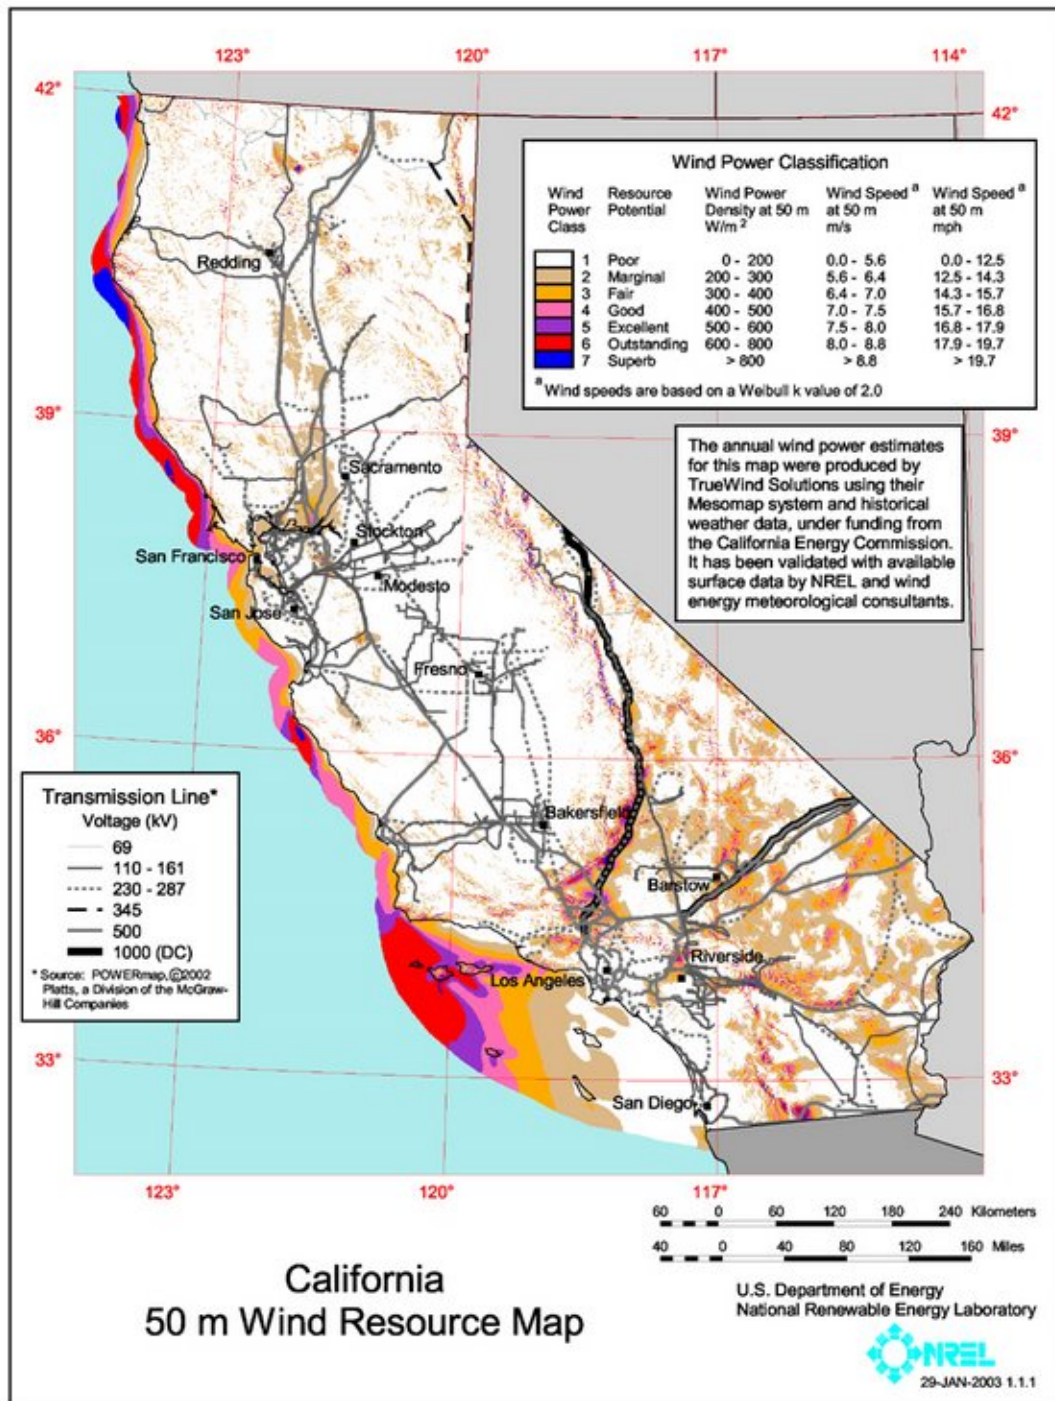 123° 120° 117° 114°
42° 42°
Wind Power Classification
Wind Power Class Resource Potential Wind Power Density at 50 m W/m 2 Wind Speed a at 50 m m/s Wind Speed a at 50 m mph
1 Poor 0 - 200 0.0 - 5.6 0.0 - 12.5
2 Marginal 200 - 300 5.6 - 6.4 12.5 - 14.3
3 Fair 300 - 400 6.4 - 7.0 14.3 - 15.7
4 Good 400 - 500 7.0 - 7.5 15.7 - 16.8
5 Excellent 500 - 600 7.5 - 8.0 16.8 - 17.9
6 Outstanding 600 - 800 8.0 - 8.8 17.9 - 19.7
7 Superb > 800 > 8.8 > 19.7
a Wind speeds are based on a Weibull k value of 2.0
Redding
39° 39°
The annual wind power estimates
for this map were produced by
TrueWind Solutions using their
Mesomap system and historical
weather data, under funding from
the California Energy Commission.
It has been validated with available
surface data by NREL and wind
energy meteorological consultants.
Sacramento
Stockton
San Francisco
Modesto
San Jose
Fresno
36° 36°
Transmission Line*
Voltage (kV)
69
110 - 161
230 - 287
345
500
1000 (DC)
* Source: POWERmap, ©2002
Platts, a Division of the McGraw-
Hill Companies
Bakersfield
Barstow
Riverside
Los Angeles
33° 33°
San Diego
123° 120° 117°
60 0 60 120 180 240 Kilometers
40 0 40 80 120 160 Miles
California
50 m Wind Resource Map
U.S. Department of Energy
National Renewable Energy Laboratory
NREL
29-JAN-2003 1.1.1